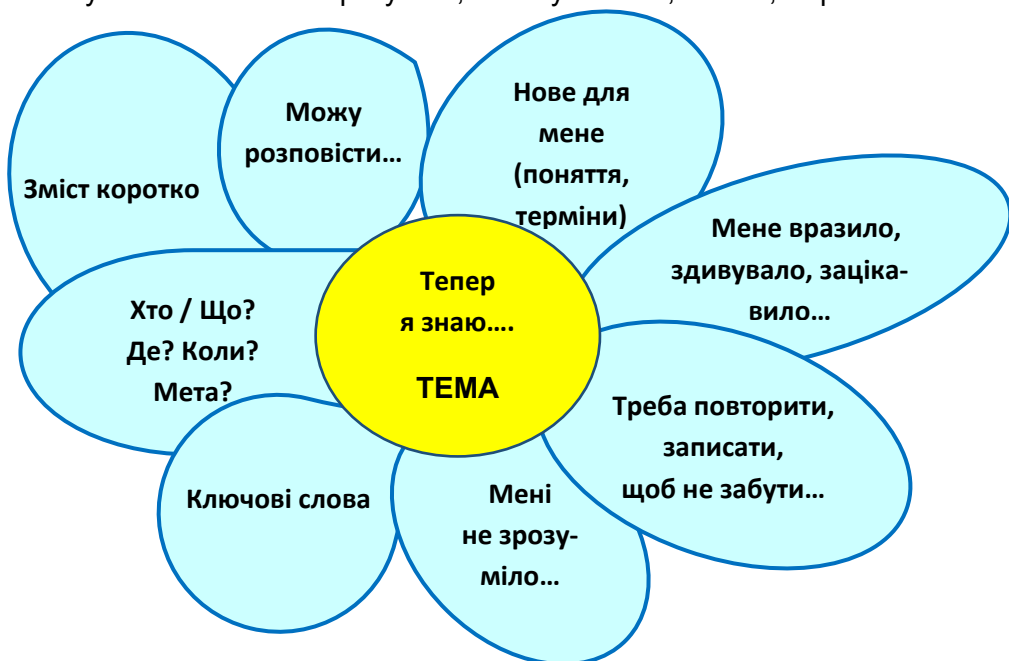 Можу
розповісти…
Нове для
мене
(поняття,
терміни)
Зміст коротко
Мене вразило,
здивувало, заціка-
вило…
Тепер
я знаю….
ТЕМА
Хто / Що?
Де? Коли?
Мета?
Треба повторити,
записати,
щоб не забути…
Ключові слова
Мені
не зрозу-
міло…